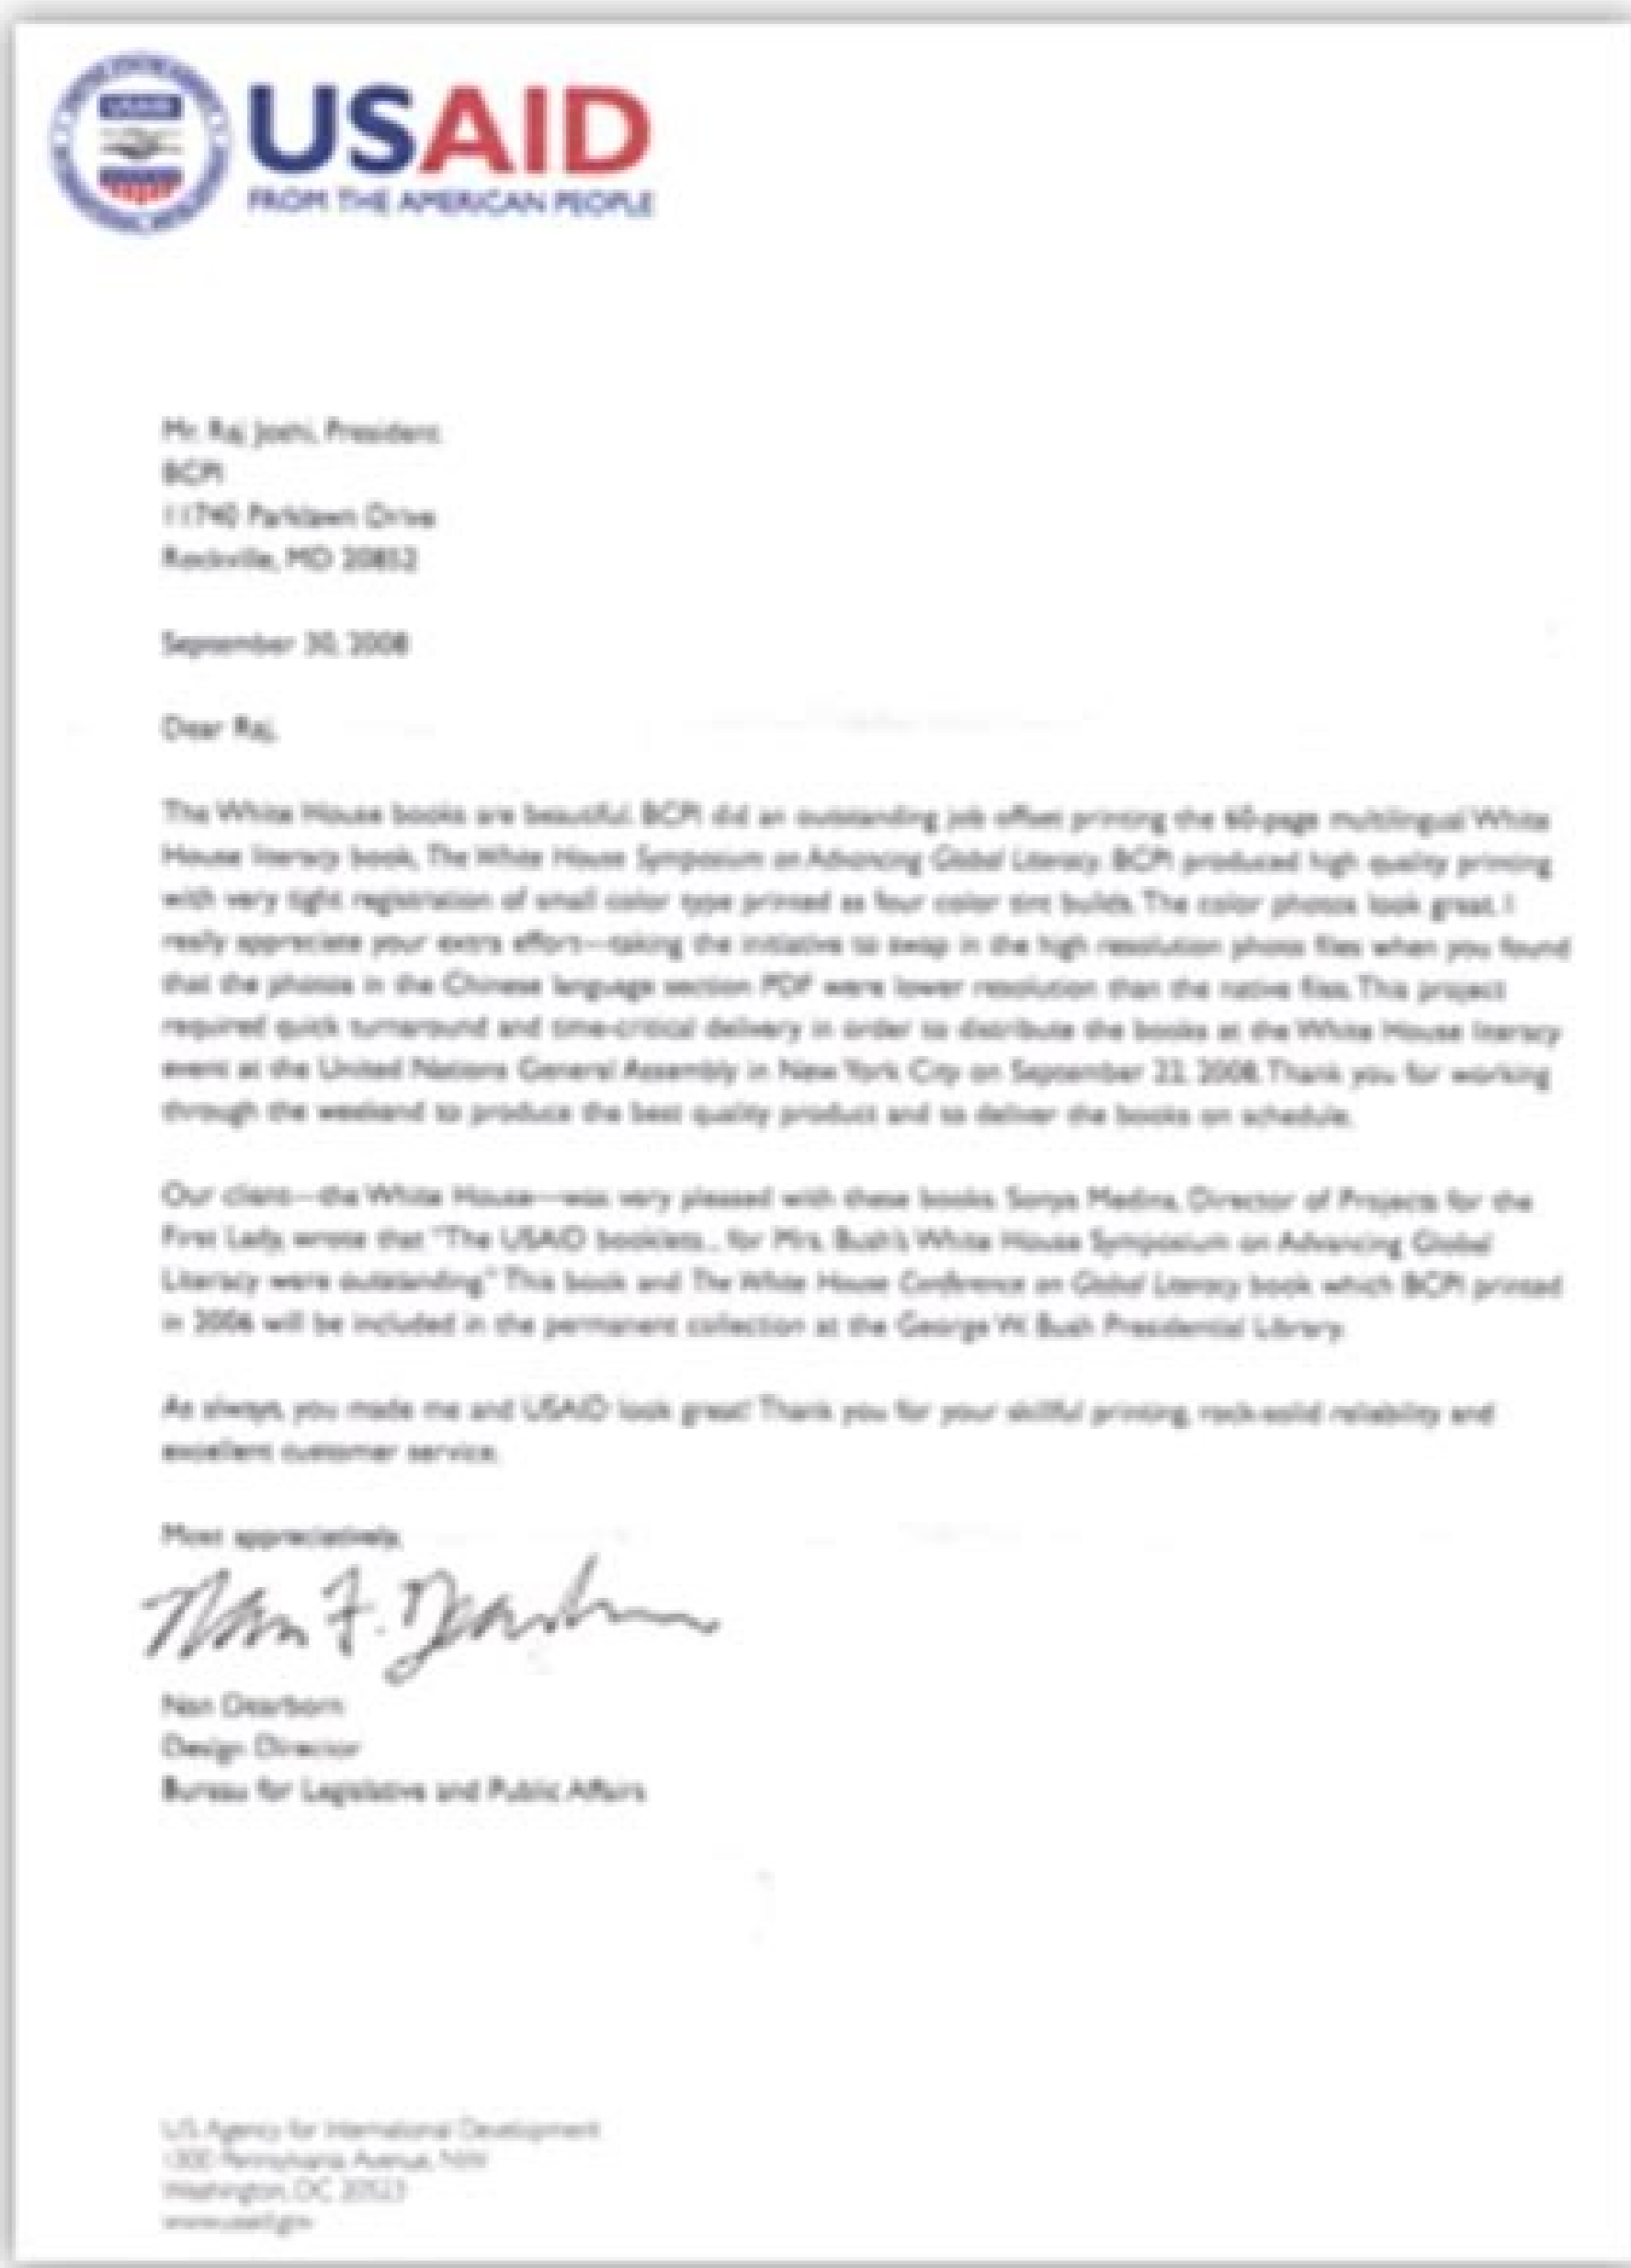 USAID
USAID
FROM THE AMERICAN PEOPLE
Mr. Raj Joshi, President
BCPI
11740 Parklawn Drive
Rockville, MD 20852
September 30, 2008
Dear Raj,
The White House books are beautiful. BCPI did an outstanding job offset printing the 60-page multilingual White
House literacy book, The White House Symposium on Advancing Global Literacy. BCPI produced high quality printing
with very tight registration of small color type printed as four color tint builds. The color photos look great. I
really appreciate your extra effort—taking the initiative to swap in the high resolution photo files when you found
that the photos in the Chinese language section PDF were lower resolution than the native files. This project
required quick turnaround and time-critical delivery in order to distribute the books at the White House literacy
event at the United Nations General Assembly in New York City on September 22, 2008. Thank you for working
through the weekend to produce the best quality product and to deliver the books on schedule.
Our client—the White House—was very pleased with these books. Sonya Medina, Director of Projects for the
First Lady, wrote that "The USAID booklets... for Mrs. Bush's White House Symposium on Advancing Global
Literacy were outstanding." This book and The White House Conference on Global Literacy book which BCPI printed
in 2006 will be included in the permanent collection at the George W. Bush Presidential Library.
As always, you made me and USAID look great! Thank you for your skillful printing, rock-solid reliability and
excellent customer service.
Most appreciatively,
Nan F. Dearborn
Nan Dearborn
Design Director
Bureau for Legislative and Public Affairs
US Agency for International Development
1300 Pennsylvania Avenue, NW
Washington, DC 20523
www.usaid.gov